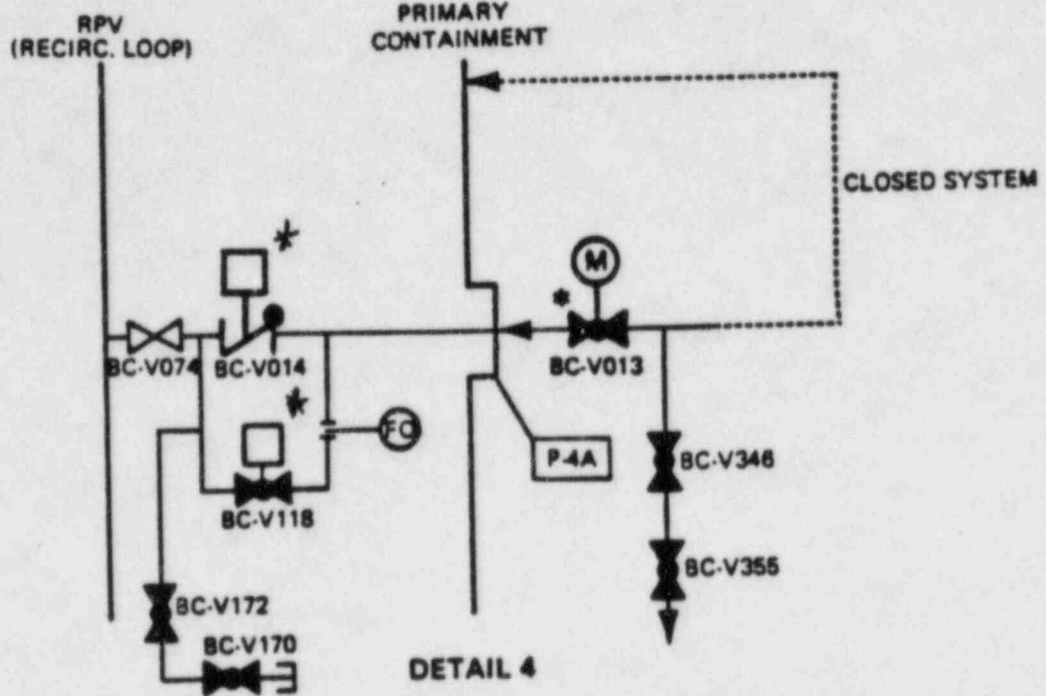 RPV
(RECIRC. LOOP)
PRIMARY
CONTAINMENT
CLOSED SYSTEM
*
M
*
BC-V074
BC-V014
BC-V013
*
FO
P-4A
BC-V346
BC-V118
BC-V355
BC-V172
BC-V170
DETAIL 4